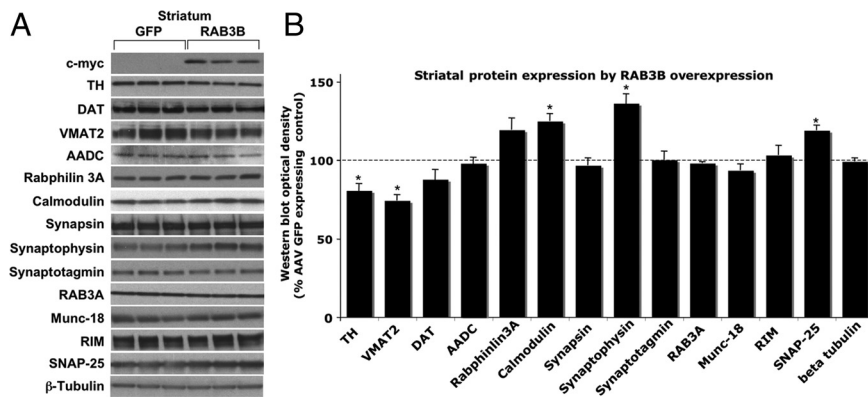 A
Striatum
GFP RAB3B
c-myc
TH
DAT
VMAT2
AADC
Rabphilin 3A
Calmodulin
Synapsin
Synaptophysin
Synaptotagmin
RAB3A
Munc-18
RIM
SNAP-25
β-Tubulin
B
Striatal protein expression by RAB3B overexpression
Western blot optical density
(% AAV GFP expressing control)
150
100
50
0
* * * * *
TH
VMAT2
DAT
AADC
Rabphinlin3A
Calmodulin
Synapsin
Synaptophysin
Synaptotagmin
RAB3A
Munc-18
RIM
SNAP-25
beta tubulin